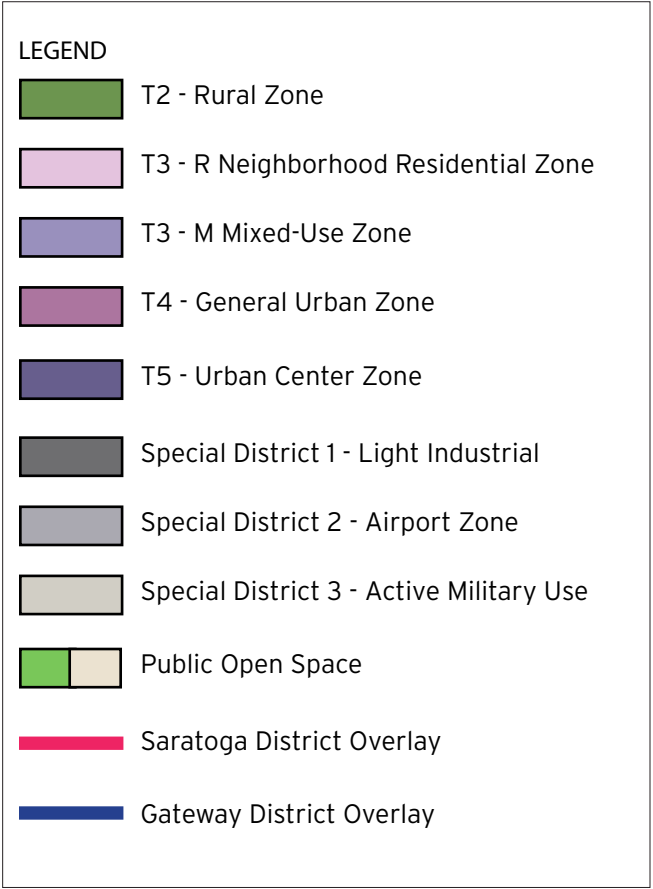 LEGEND
T2 - Rural Zone
T3 - R Neighborhood Residential Zone
T3 - M Mixed-Use Zone
T4 - General Urban Zone
T5 - Urban Center Zone
Special District 1 - Light Industrial
Special District 2 - Airport Zone
Special District 3 - Active Military Use
Public Open Space
Saratoga District Overlay
Gateway District Overlay